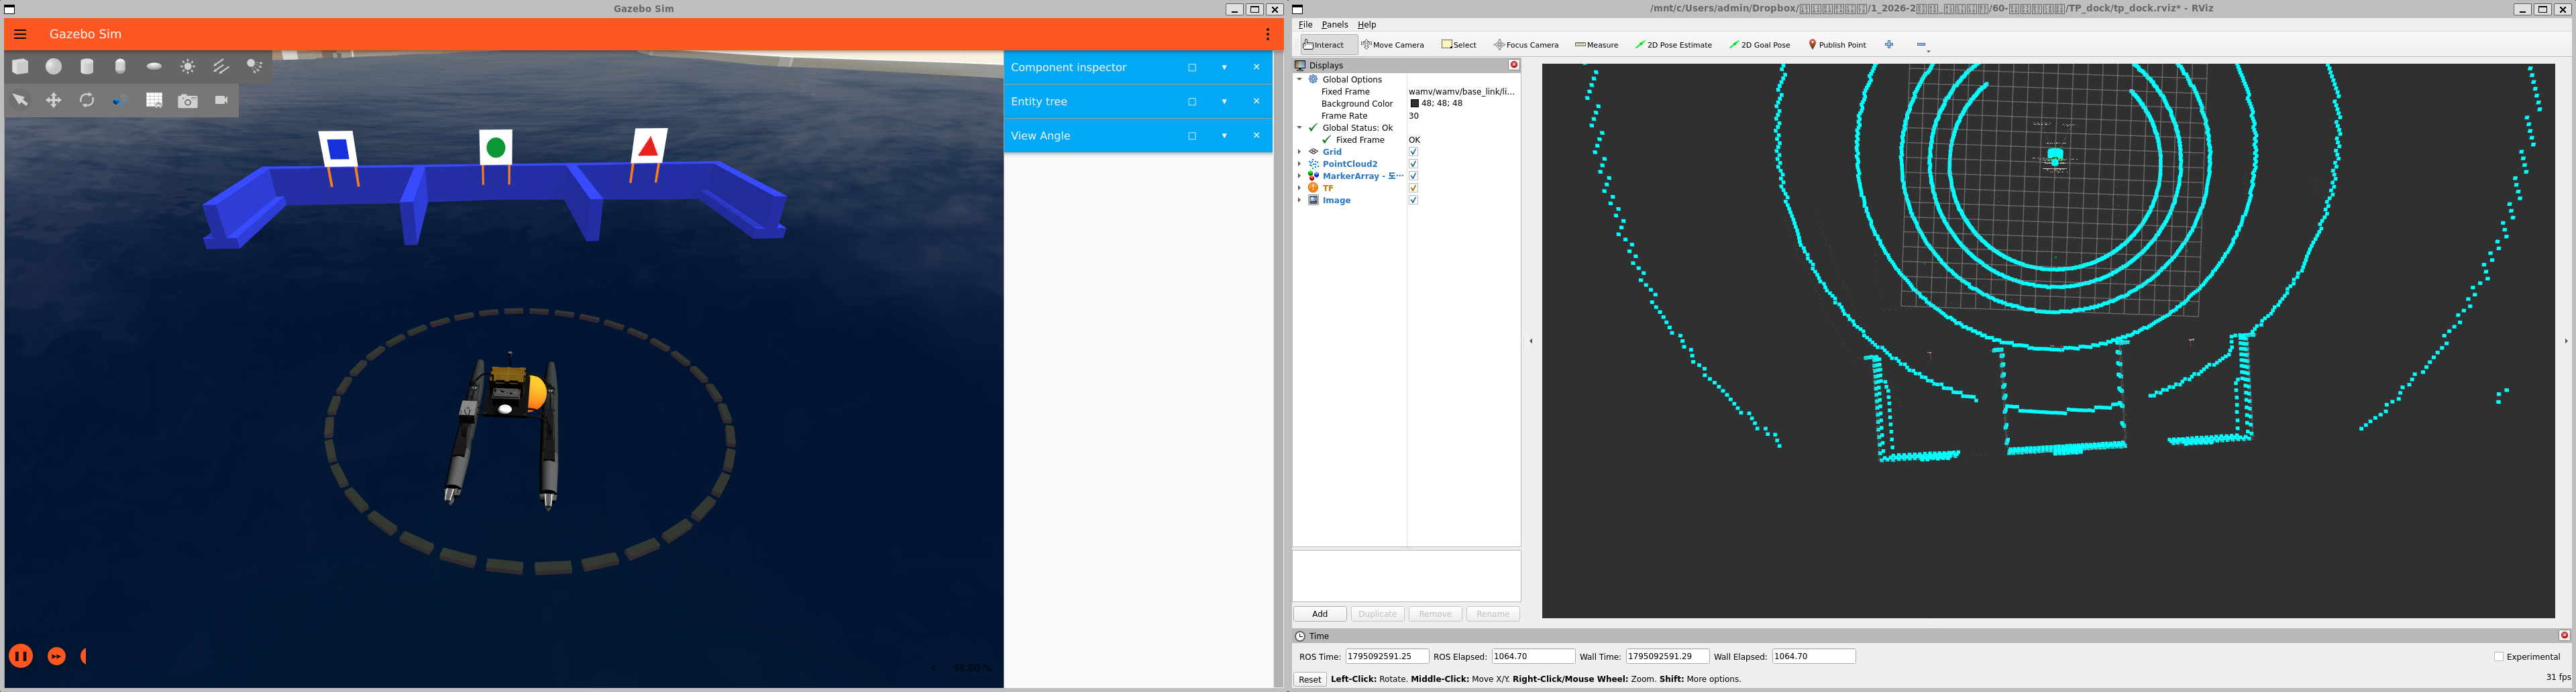 Gazebo Sim
Gazebo Sim
Component inspector
Entity tree
View Angle
98.00 %
TP_dock/tp_dock.rviz* - RViz
File Panels Help
Interact Move Camera Select Focus Camera Measure 2D Pose Estimate 2D Goal Pose Publish Point
Displays
Global Options
Fixed Frame wamv/wamv/base_link/li...
Background Color 48; 48; 48
Frame Rate 30
Global Status: Ok
Fixed Frame OK
Grid
PointCloud2
MarkerArray - 도...
TF
Image
Add Duplicate Remove Rename
Time
ROS Time: 1795092591.25 ROS Elapsed: 1064.70 Wall Time: 1795092591.29 Wall Elapsed: 1064.70 Experimental
Reset Left-Click: Rotate. Middle-Click: Move X/Y. Right-Click/Mouse Wheel: Zoom. Shift: More options. 31 fps